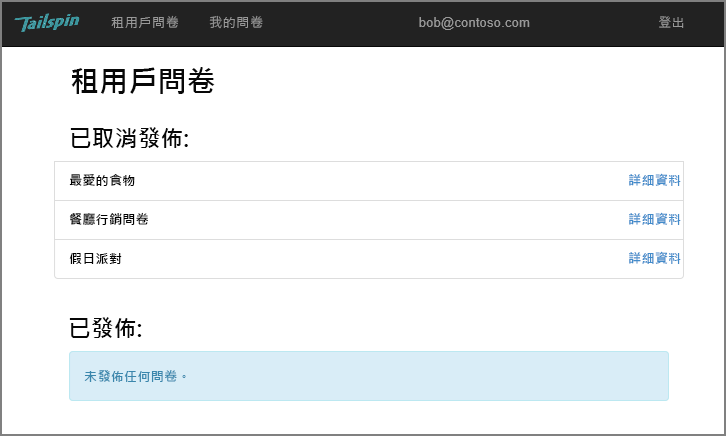 Tailspin 租用戶問卷 我的問卷 bob@contoso.com 登出
租用戶問卷
已取消發佈:
最愛的食物 詳細資料
餐廳行銷問卷 詳細資料
假日派對 詳細資料
已發佈:
未發佈任何問卷。